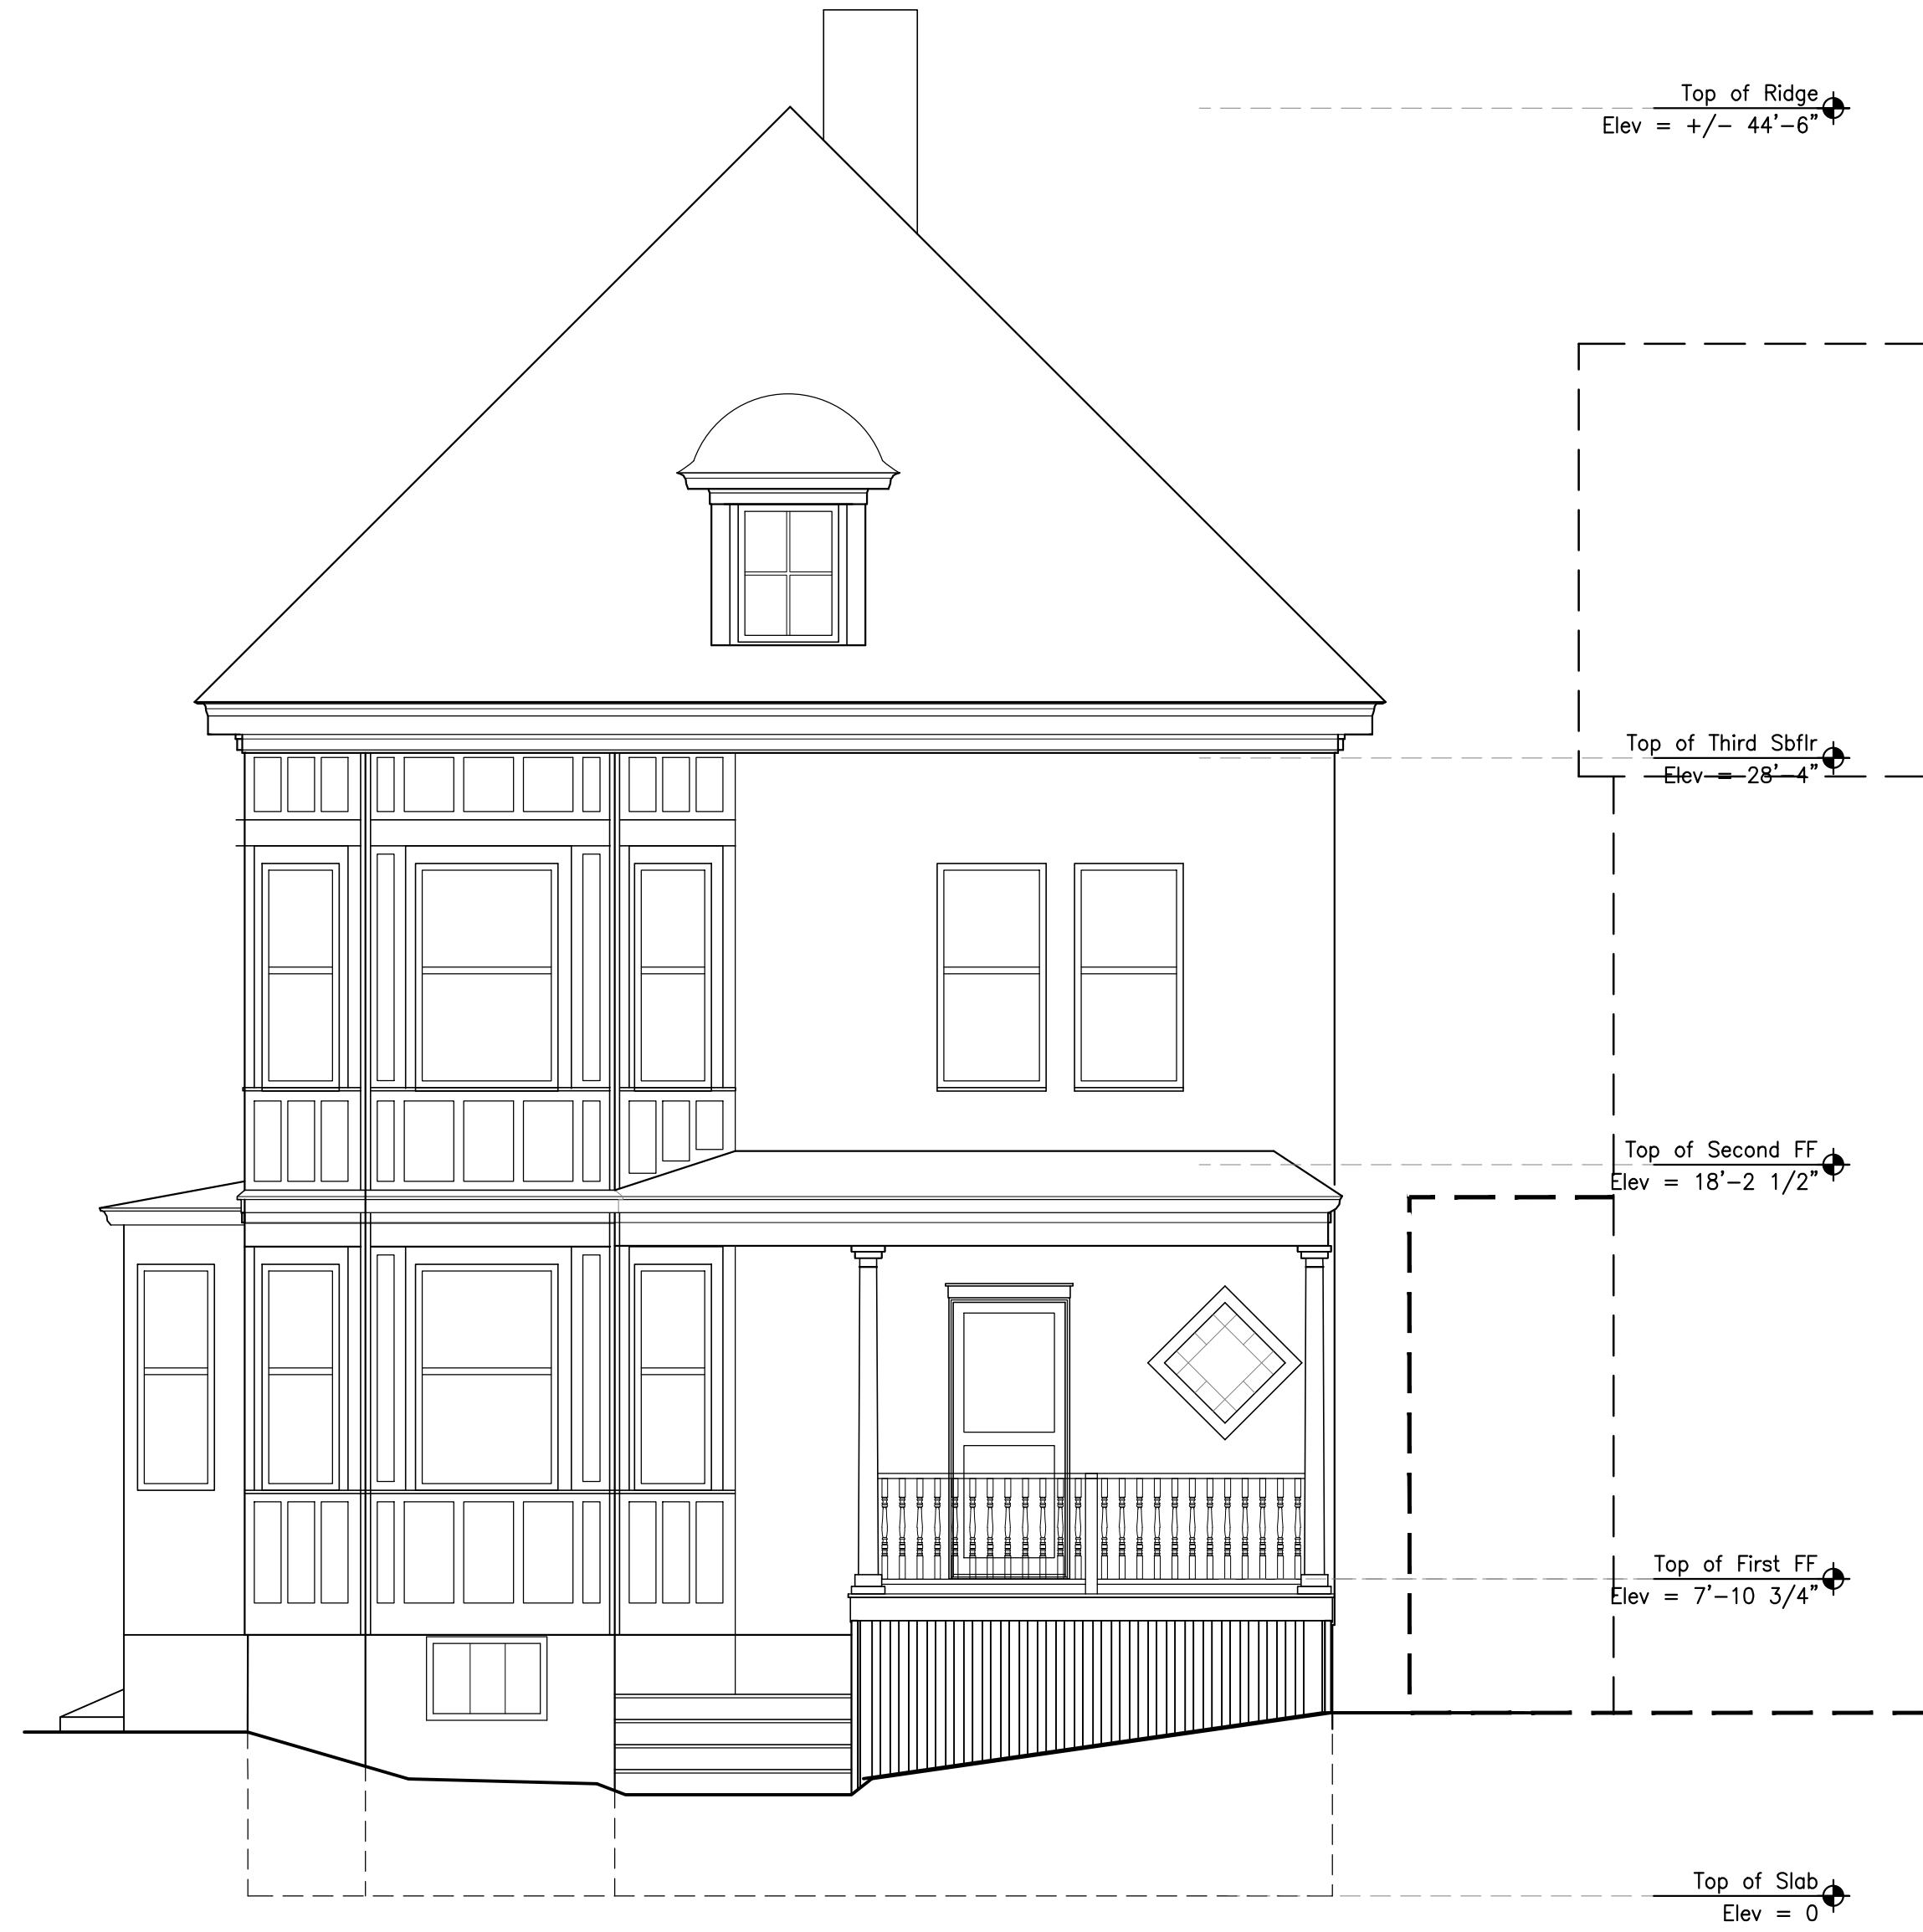 Top of Ridge
Elev = +/- 44'-6"
Top of Third Sbflr
Elev = 28'-4"
Top of Second FF
Elev = 18'-2 1/2"
Top of First FF
Elev = 7'-10 3/4"
Top of Slab
Elev = 0